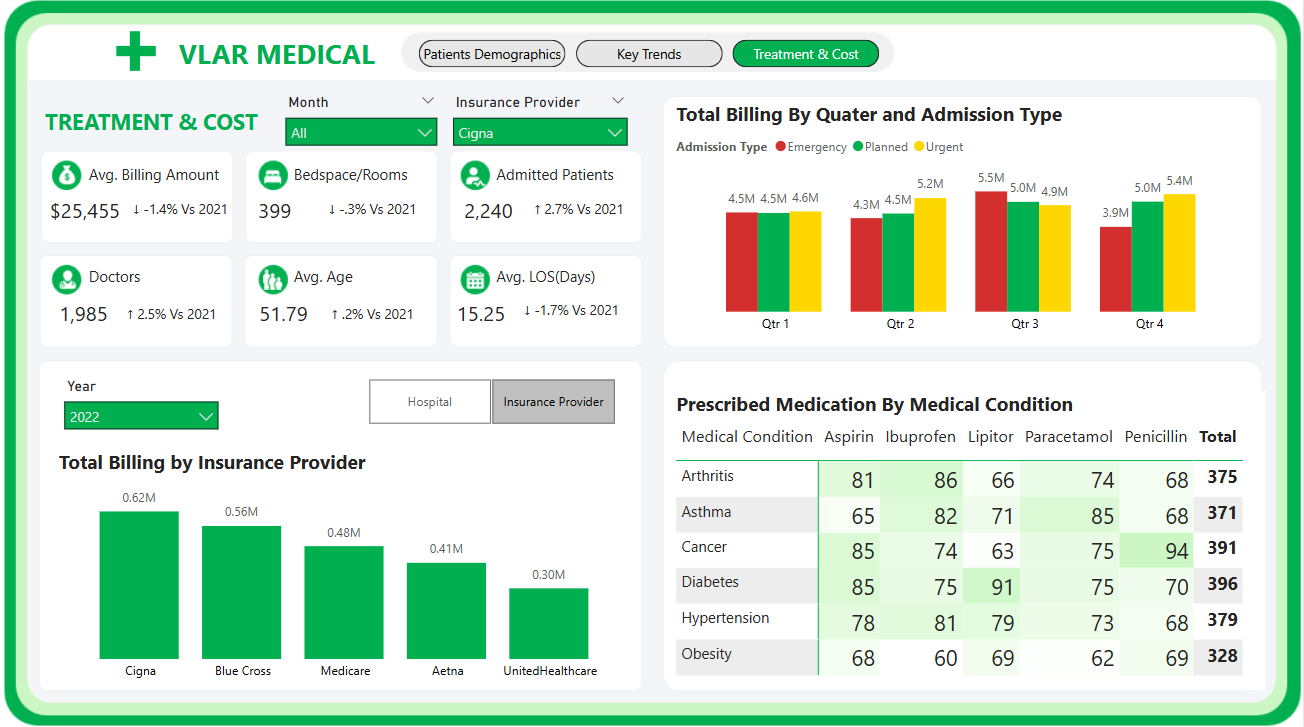 VLAR MEDICAL
Patients Demographics
Key Trends
Treatment & Cost
TREATMENT & COST
Month
All
Insurance Provider
Cigna
Avg. Billing Amount
$25,455 ↓ -1.4% Vs 2021
Bedspace/Rooms
399 ↓ -.3% Vs 2021
Admitted Patients
2,240 ↑ 2.7% Vs 2021
Doctors
1,985 ↑ 2.5% Vs 2021
Avg. Age
51.79 ↑ .2% Vs 2021
Avg. LOS(Days)
15.25 ↓ -1.7% Vs 2021
Total Billing By Quater and Admission Type
Admission Type Emergency Planned Urgent
4.5M 4.5M 4.6M
4.3M 4.5M 5.2M
5.5M 5.0M 4.9M
3.9M 5.0M 5.4M
Qtr 1 Qtr 2 Qtr 3 Qtr 4
Year
2022
Hospital
Insurance Provider
Total Billing by Insurance Provider
0.62M 0.56M 0.48M 0.41M 0.30M
Cigna Blue Cross Medicare Aetna UnitedHealthcare
Prescribed Medication By Medical Condition
Medical Condition Aspirin Ibuprofen Lipitor Paracetamol Penicillin Total
Arthritis 81 86 66 74 68 375
Asthma 65 82 71 85 68 371
Cancer 85 74 63 75 94 391
Diabetes 85 75 91 75 70 396
Hypertension 78 81 79 73 68 379
Obesity 68 60 69 62 69 328